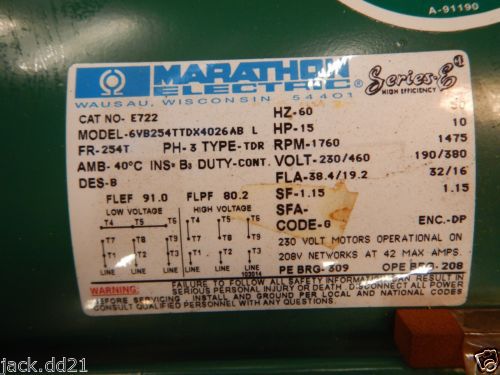 A-91190
MARATHON ELECTRIC®
Series-E
HIGH EFFICIENCY
WAUSAU, WISCONSIN 54401
CAT NO- E722
MODEL-6VB254TTDX4026AB L
FR-254T PH-3 TYPE-TDR
AMB-40°C INS-B3 DUTY-CONT.
DES-B
FLEF 91.0 FLPF 80.2
HZ-60 50
HP-15 10
RPM-1760 1475
VOLT-230/460 190/380
FLA-38.4/19.2 32/16
SF-1.15 1.15
SFA-
CODE-G ENC.-DP
LOW VOLTAGE HIGH VOLTAGE
T4 T5 T6 T4 T5 T6
T7 T8 T9 T7 T8 T9
T1 T2 T3 T1 T2 T3
LINE LINE LINE LINE LINE
230 VOLT MOTORS OPERATIONAL ON
208V NETWORKS AT 42 MAX AMPS.
PE BRG-309 OPE BRG-208
WARNING: FAILURE TO FOLLOW ALL SAFETY INFORMATION CAN RESULT IN
SERIOUS PERSONAL INJURY OR DEATH. DISCONNECT ALL POWER
BEFORE SERVICING. INSTALL AND GROUND PER LOCAL AND NATIONAL CODES
CONSULT QUALIFIED PERSONNEL WITH ANY QUESTIONS.
jack.dd21